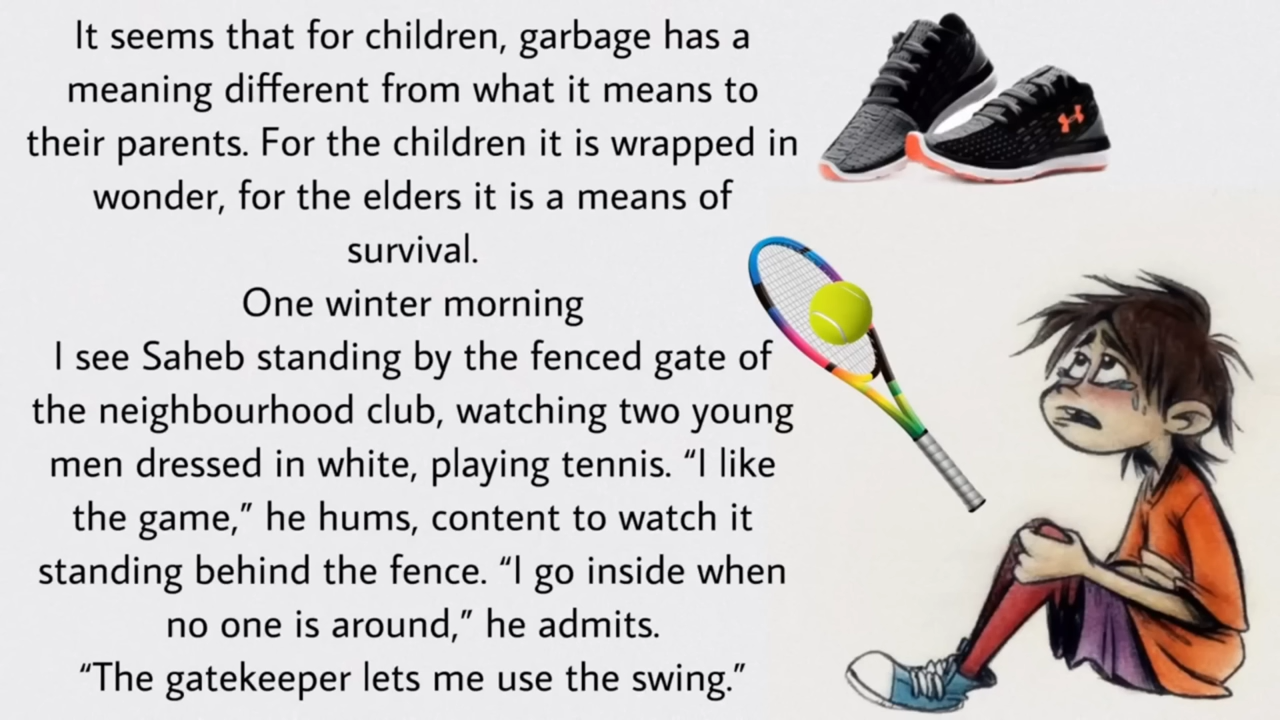 It seems that for children, garbage has a
meaning different from what it means to
their parents. For the children it is wrapped in
wonder, for the elders it is a means of
survival.
One winter morning
I see Saheb standing by the fenced gate of
the neighbourhood club, watching two young
men dressed in white, playing tennis. “I like
the game,” he hums, content to watch it
standing behind the fence. “I go inside when
no one is around,” he admits.
“The gatekeeper lets me use the swing.”